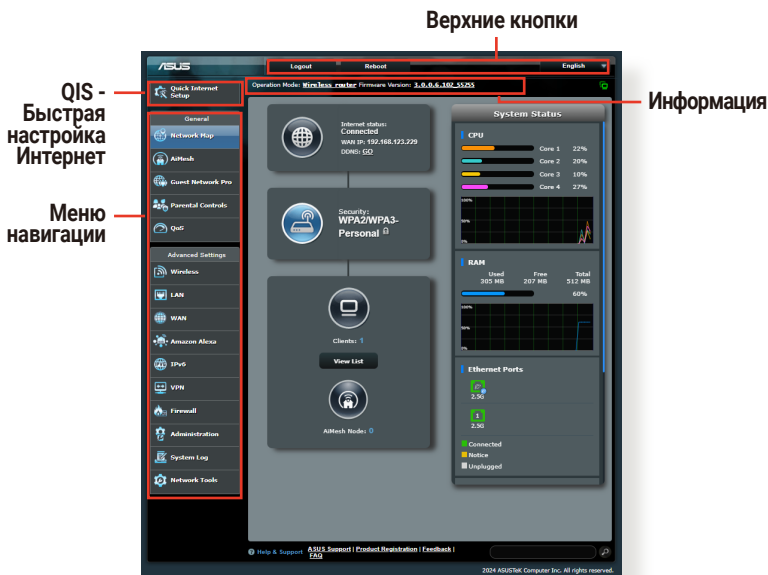 Верхние кнопки
QIS -
Быстрая
настройка
Интернет
Меню
навигации
Информация
ASUS
Logout
Reboot
English
Quick Internet
Setup
Operation Mode: Wireless router Firmware Version: 3.0.0.6.102_55255
General
Network Map
AiMesh
Guest Network Pro
Parental Controls
QoS
Advanced Settings
Wireless
LAN
WAN
Amazon Alexa
IPv6
VPN
Firewall
Administration
System Log
Network Tools
Internet status:
Connected
WAN IP: 192.168.123.229
DDNS: GO
Security:
WPA2/WPA3-
Personal
Clients: 1
View List
AiMesh Node: 0
System Status
CPU
Core 1 22%
Core 2 20%
Core 3 10%
Core 4 27%
100%
50%
0%
RAM
Used Free Total
305 MB 207 MB 512 MB
60%
100%
50%
0%
Ethernet Ports
2.5G
1
2.5G
Connected
Notice
Unplugged
Help & Support ASUS Support | Product Registration | Feedback |
FAQ
2024 ASUSTeK Computer Inc. All rights reserved.